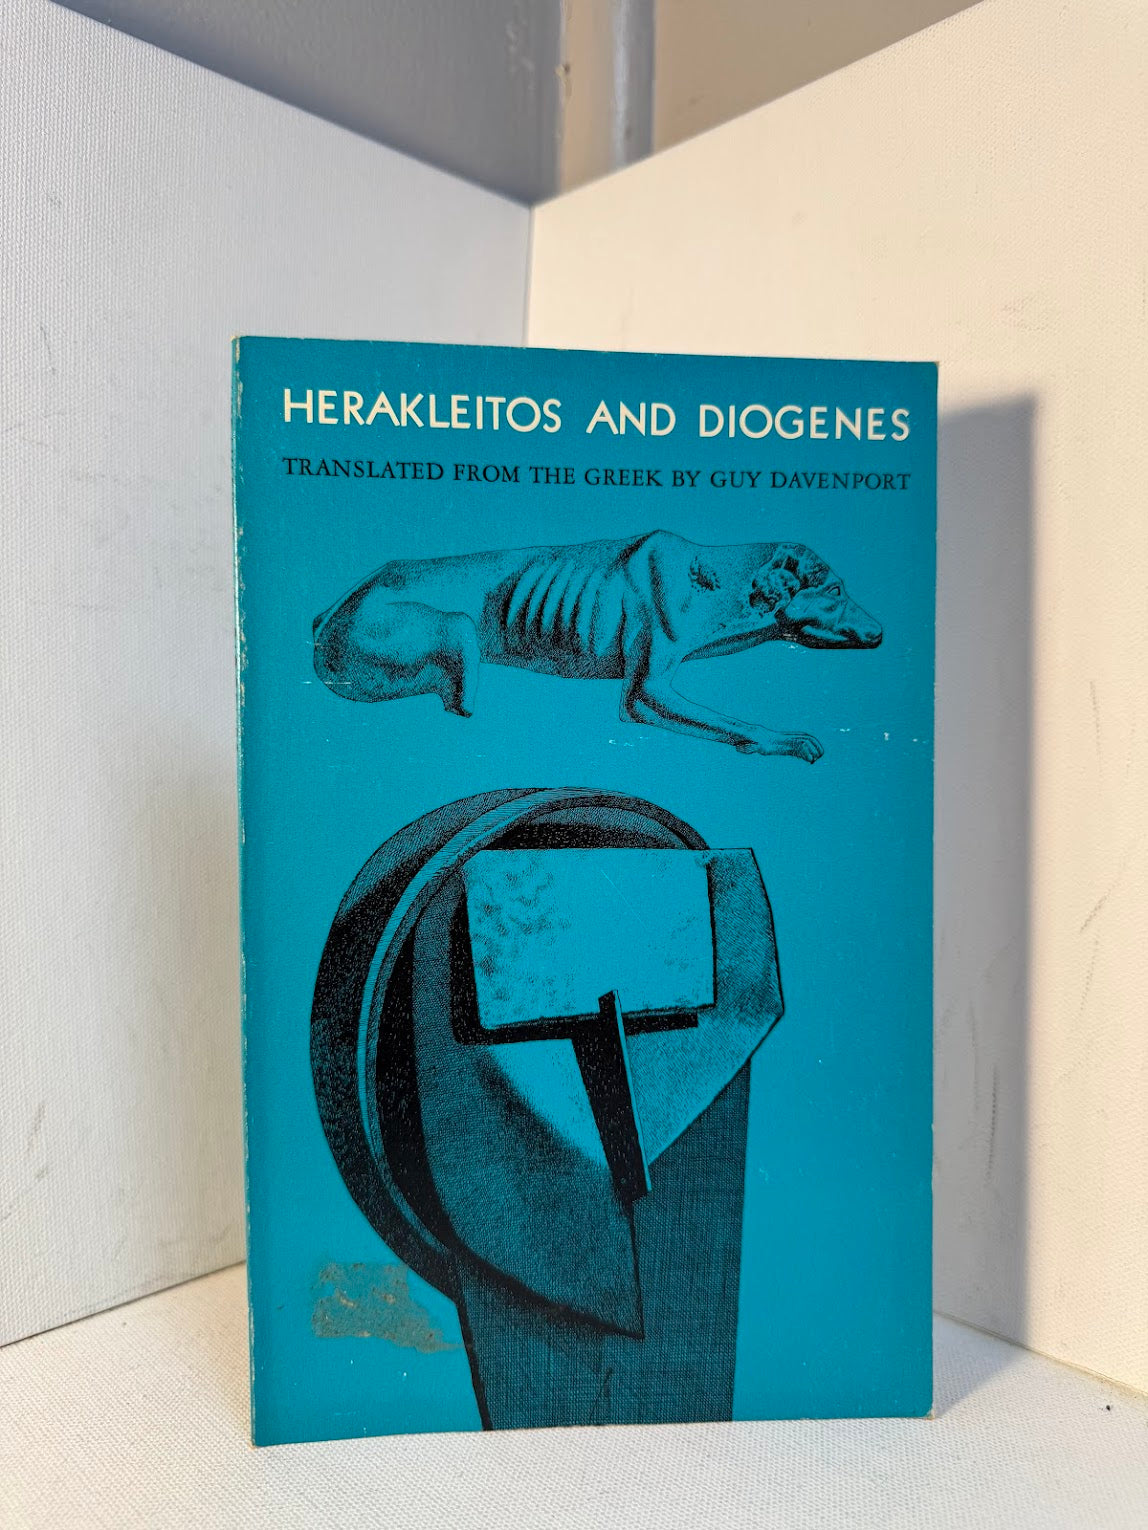 HERAKLEITOS AND DIOGENES
TRANSLATED FROM THE GREEK BY GUY DAVENPORT